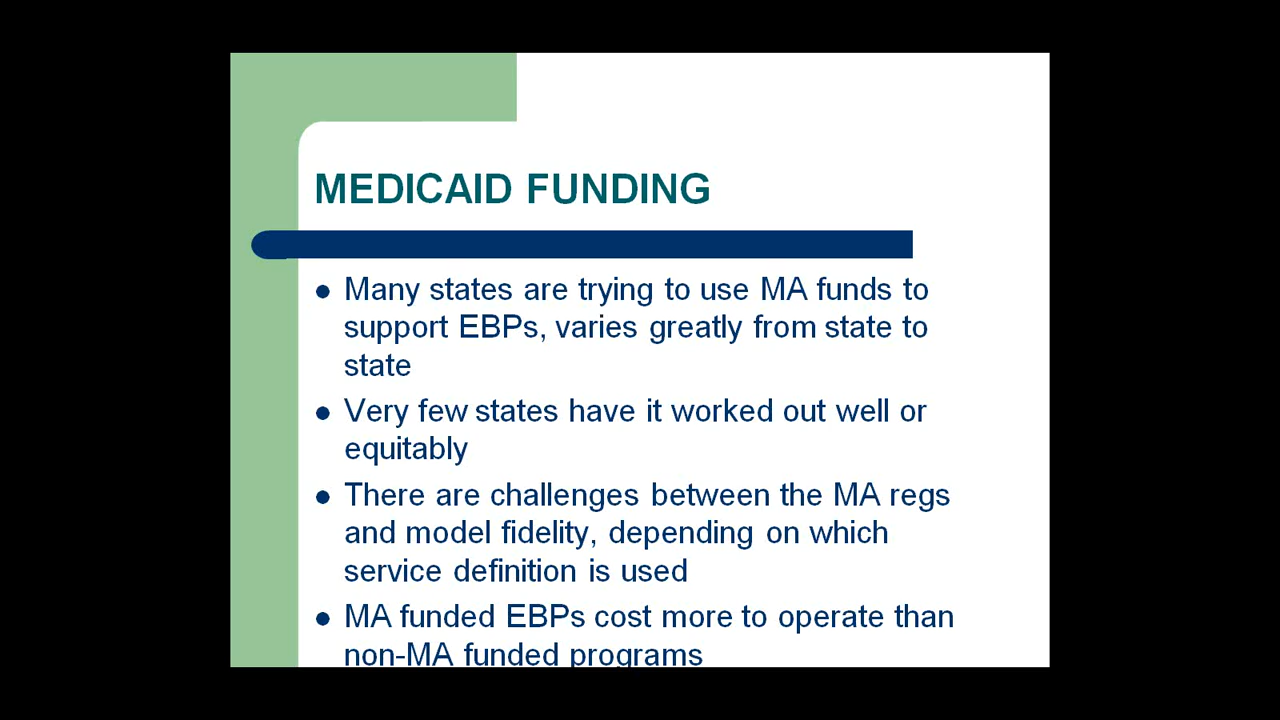 MEDICAID FUNDING
Many states are trying to use MA funds to
support EBPs, varies greatly from state to
state
Very few states have it worked out well or
equitably
There are challenges between the MA regs
and model fidelity, depending on which
service definition is used
MA funded EBPs cost more to operate than
non-MA funded programs